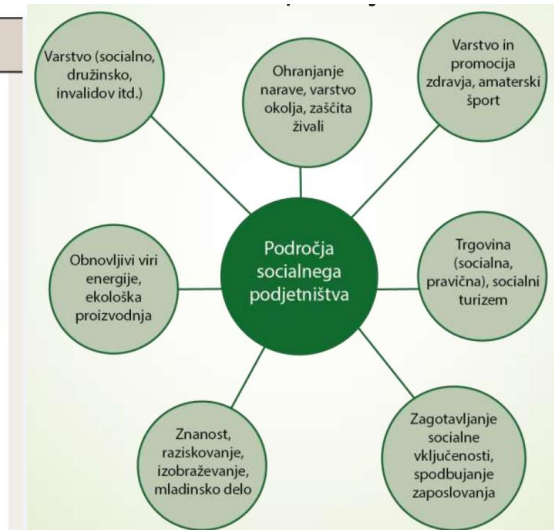 Varstvo (socialno,
družinsko,
invalidov itd.)
Ohranjanje
narave, varstvo
okolja, zaščita
živali
Varstvo in
promocija
zdravja, amaterski
šport
Obnovljivi viri
energije,
ekološka
proizvodnja
Področja
socialnega
podjetništva
Trgovina
(socialna,
pravična), socialni
turizem
Znanost,
raziskovanje,
izobraževanje,
mladinsko delo
Zagotavljanje
socialne
vključenosti,
spodbujanje
zaposlovanja